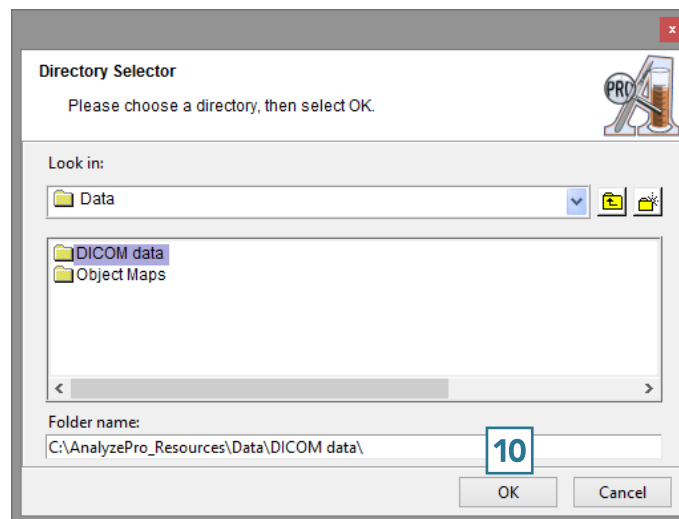 x
Directory Selector
Please choose a directory, then select OK.
PRO
Look in:
Data
DICOM data
Object Maps
Folder name:
C:\AnalyzePro_Resources\Data\DICOM data\
10
OK Cancel